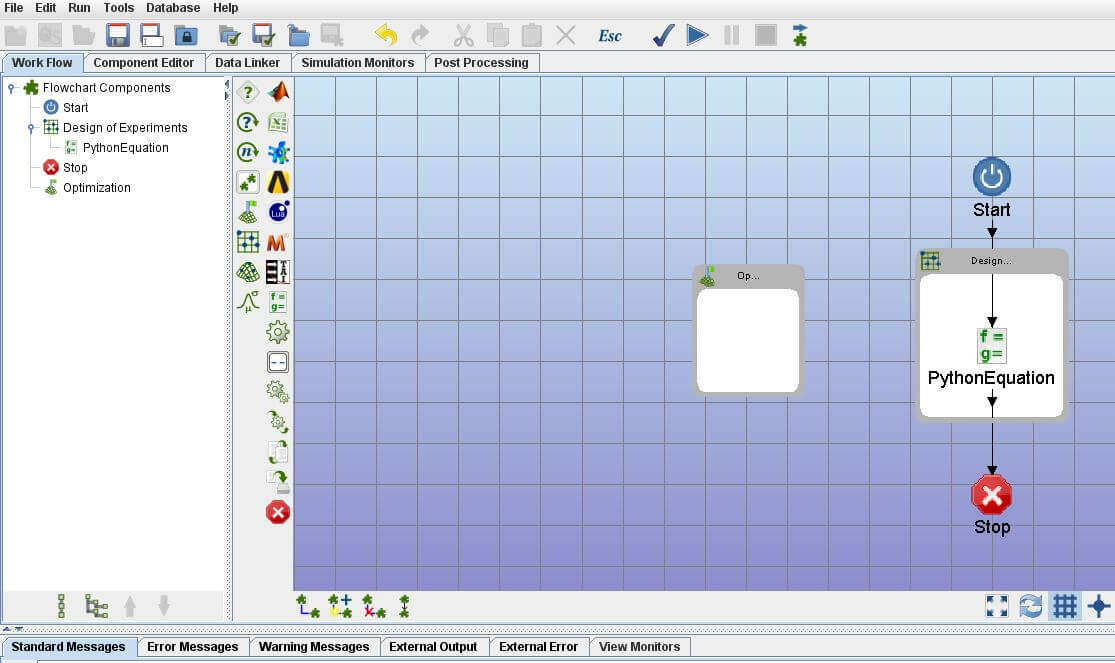 File Edit Run Tools Database Help
Esc
Work Flow Component Editor Data Linker Simulation Monitors Post Processing
Flowchart Components
Start
Design of Experiments
f=
g=
PythonEquation
Stop
Optimization
?
?
n
Lua
M
TAI
μ
σ
f=
g=
Start
Op...
Design...
f=
g=
PythonEquation
Stop
Standard Messages Error Messages Warning Messages External Output External Error View Monitors